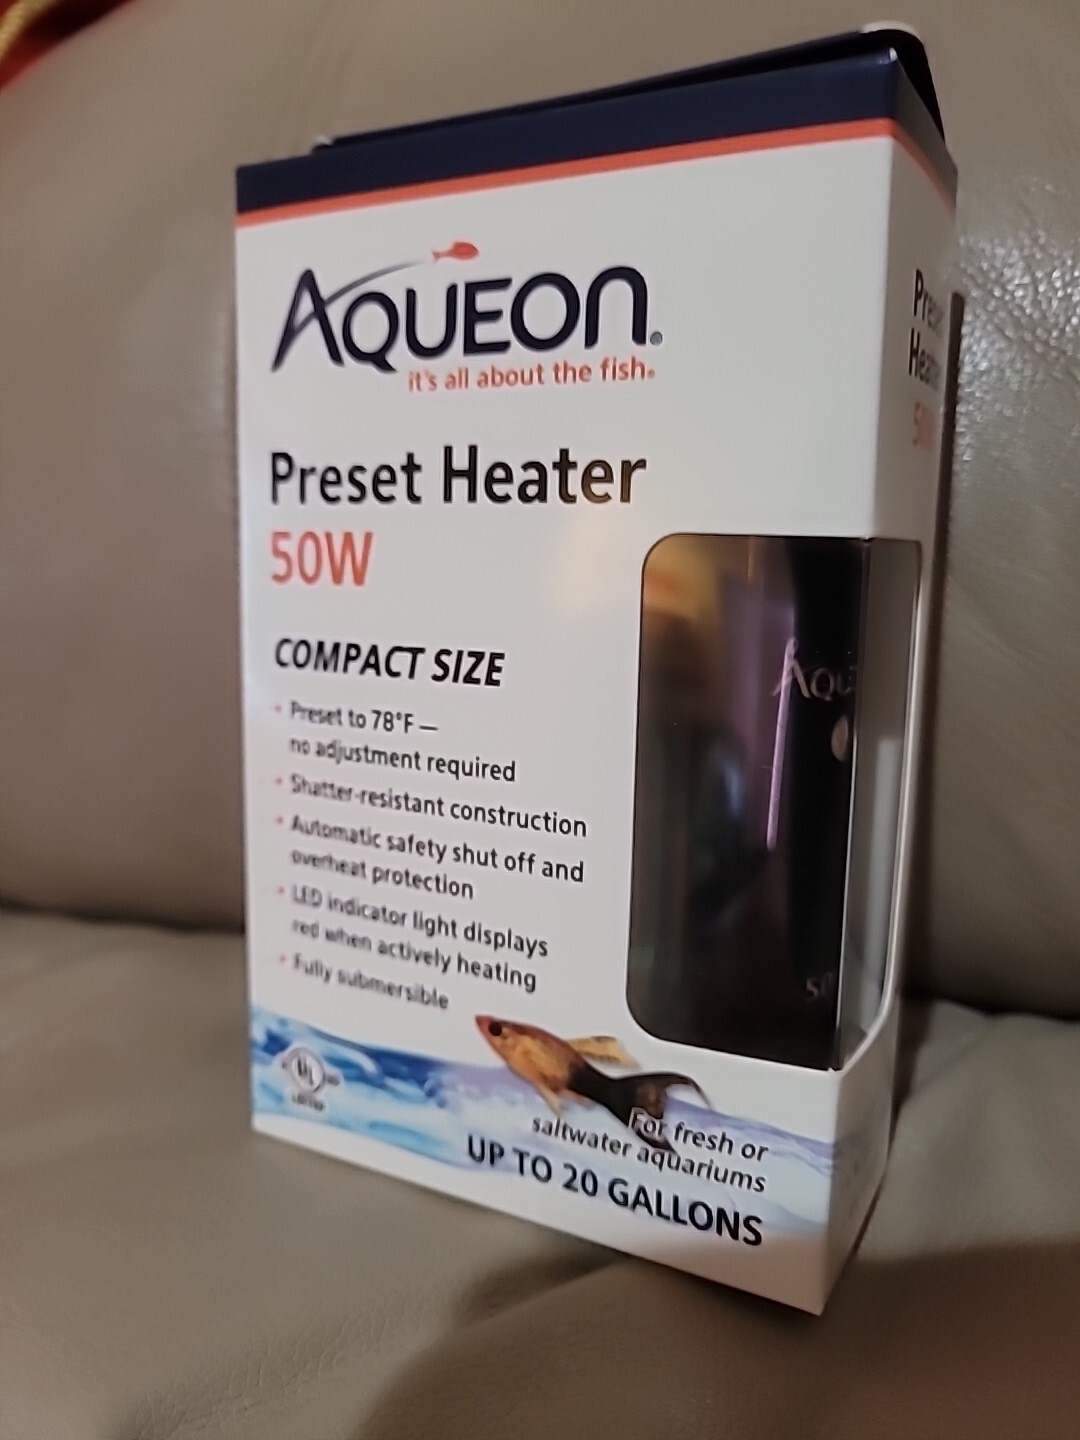 AQUEON®
it's all about the fish®
Preset Heater
50W
COMPACT SIZE
• Preset to 78°F —
no adjustment required
• Shatter-resistant construction
• Automatic safety shut off and
overheat protection
• LED indicator light displays
red when actively heating
• Fully submersible
UL
LISTED
For fresh or
saltwater aquariums
UP TO 20 GALLONS